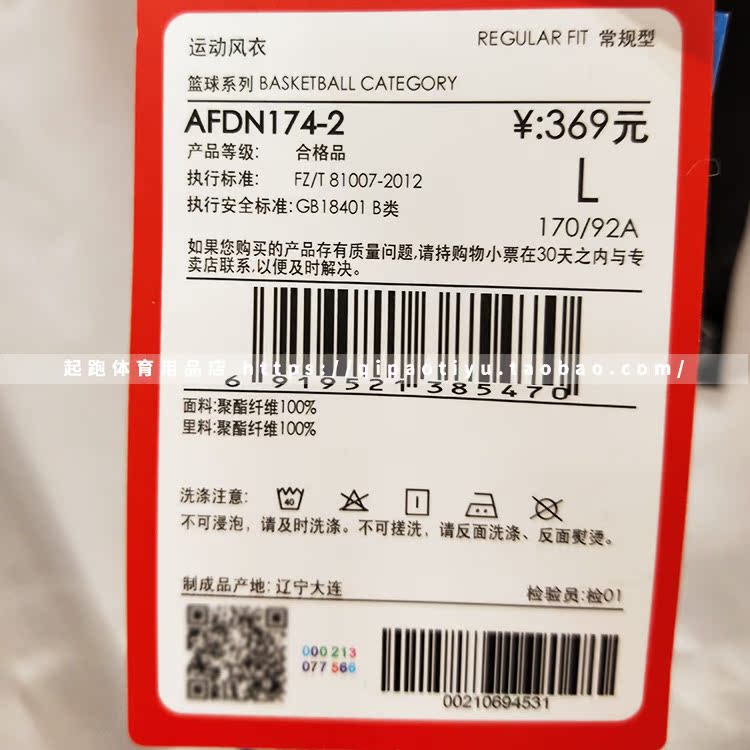 运动风衣
REGULAR FIT 常规型
篮球系列 BASKETBALL CATEGORY
AFDN174-2
¥:369元
产品等级: 合格品
L
执行标准: FZ/T 81007-2012
执行安全标准:GB18401 B类
170/92A
如果您购买的产品存有质量问题,请持购物小票在30天之内与专
卖店联系,以便及时解决。
起跑体育用品店 https://qipaotiyu.taobao.com/
6 919521 385470
面料:聚酯纤维100%
里料:聚酯纤维100%
洗涤注意:
40
不可浸泡，请及时洗涤。不可搓洗，请反面洗涤、反面熨烫。
制成品产地:辽宁大连
检验员:检01
000 213
077 566
00210694531